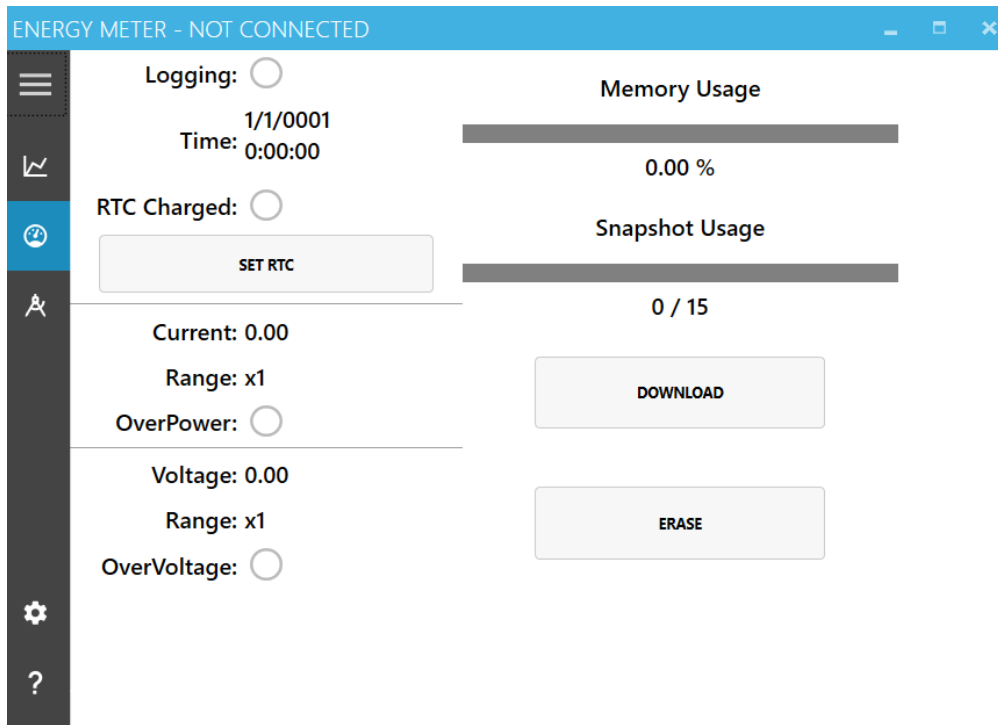 ENERGY METER - NOT CONNECTED
Logging:
Time: 1/1/0001
0:00:00
RTC Charged:
SET RTC
Current: 0.00
Range: x1
OverPower:
Voltage: 0.00
Range: x1
OverVoltage:
Memory Usage
0.00 %
Snapshot Usage
0 / 15
DOWNLOAD
ERASE
?